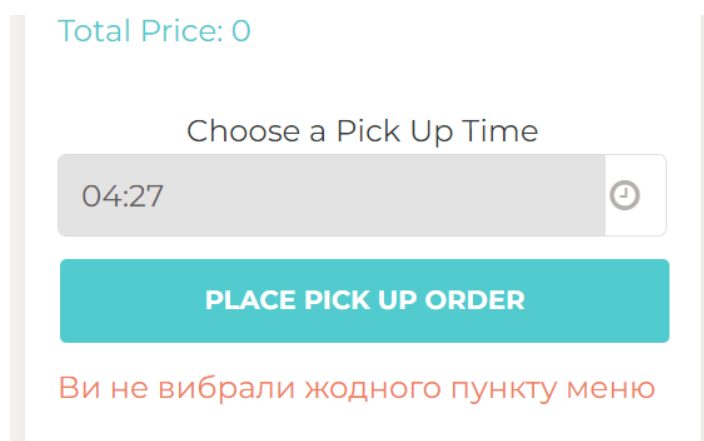 Total Price: 0
Choose a Pick Up Time
04:27
PLACE PICK UP ORDER
Ви не вибрали жодного пункту меню